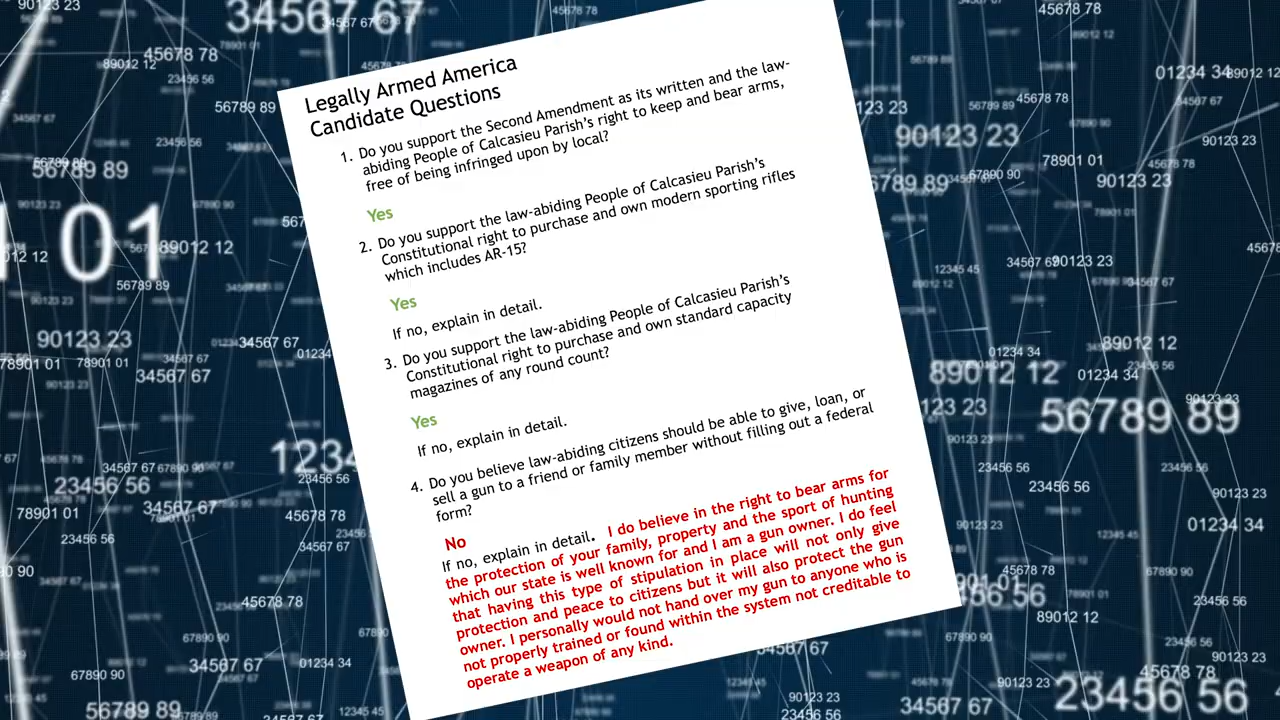 Legally Armed America
Candidate Questions
1. Do you support the Second Amendment as its written and the law-
abiding People of Calcasieu Parish's right to keep and bear arms,
free of being infringed upon by local?
Yes
2. Do you support the law-abiding People of Calcasieu Parish's
Constitutional right to purchase and own modern sporting rifles
which includes AR-15?
Yes
If no, explain in detail.
3. Do you support the law-abiding People of Calcasieu Parish's
Constitutional right to purchase and own standard capacity
magazines of any round count?
Yes
If no, explain in detail.
4. Do you believe law-abiding citizens should be able to give, loan, or
sell a gun to a friend or family member without filling out a federal
form?
No
If no, explain in detail. I do believe in the right to bear arms for
the protection of your family, property and the sport of hunting
which our state is well known for and I am a gun owner. I do feel
that having this type of stipulation in place will not only give
protection and peace to citizens but it will also protect the gun
owner. I personally would not hand over my gun to anyone who is
not properly trained or found within the system not creditable to
operate a weapon of any kind.